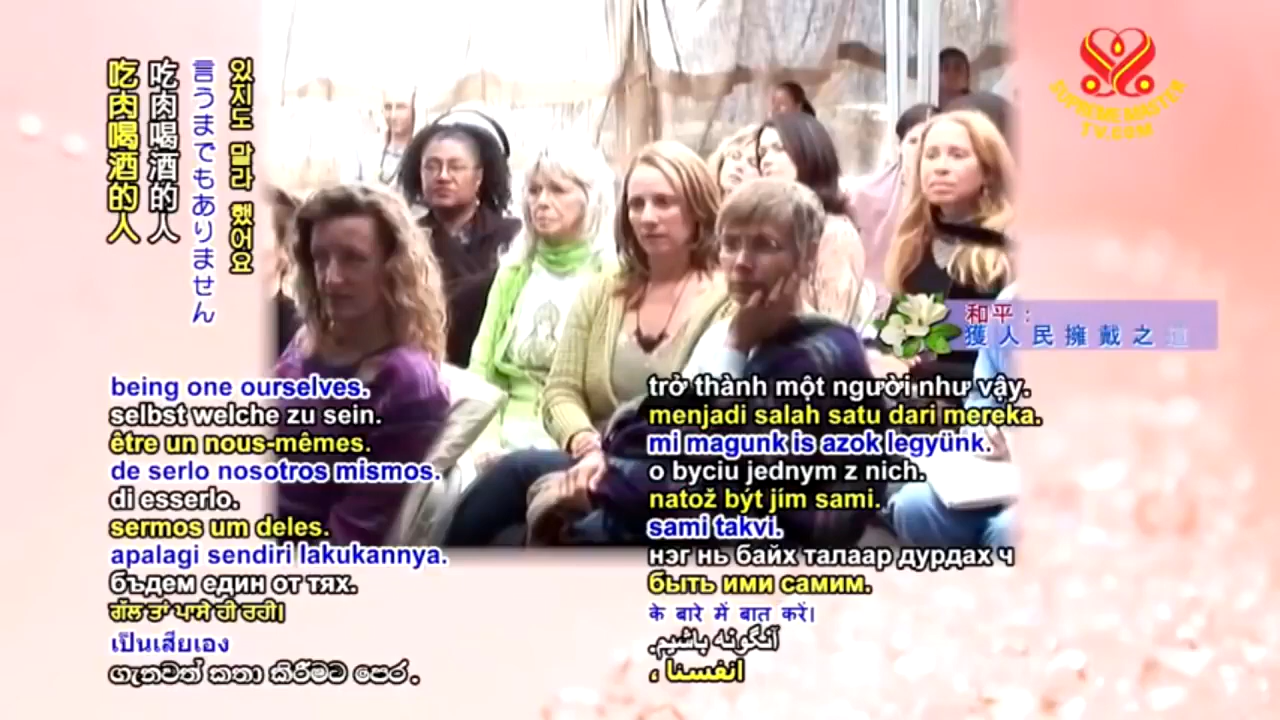 吃肉喝酒的人
吃肉喝酒的人
言うまでもありません
있지도 말라 했어요
SUPREME MASTER
TV.COM
和平：
獲人民擁戴之道
being one ourselves.
selbst welche zu sein.
être un nous-mêmes.
de serlo nosotros mismos.
di esserlo.
sermos um deles.
apalagi sendiri lakukannya.
бъдем един от тях.
ਗੱਲ ਤਾਂ ਪਾਸੇ ਹੀ ਰਹੀ।
เป็นเสียเอง
ගැනවත් කතා කිරීමට පෙර.
trở thành một người như vậy.
menjadi salah satu dari mereka.
mi magunk is azok legyünk.
o byciu jednym z nich.
natož být jím sami.
sami takvi.
нэг нь байх талаар дурдах ч
быть ими самим.
के बारे में बात करें।
آنگونه باشیم.
انفسنا ،